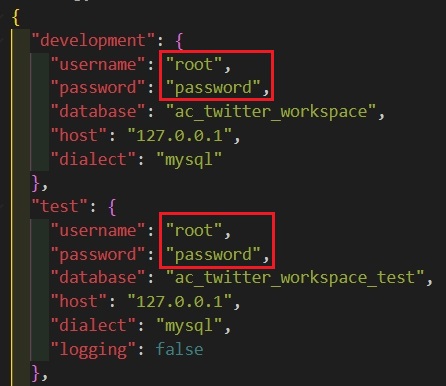 {
"development": {
"username": "root",
"password": "password",
"database": "ac_twitter_workspace",
"host": "127.0.0.1",
"dialect": "mysql"
},
"test": {
"username": "root",
"password": "password",
"database": "ac_twitter_workspace_test",
"host": "127.0.0.1",
"dialect": "mysql",
"logging": false
},